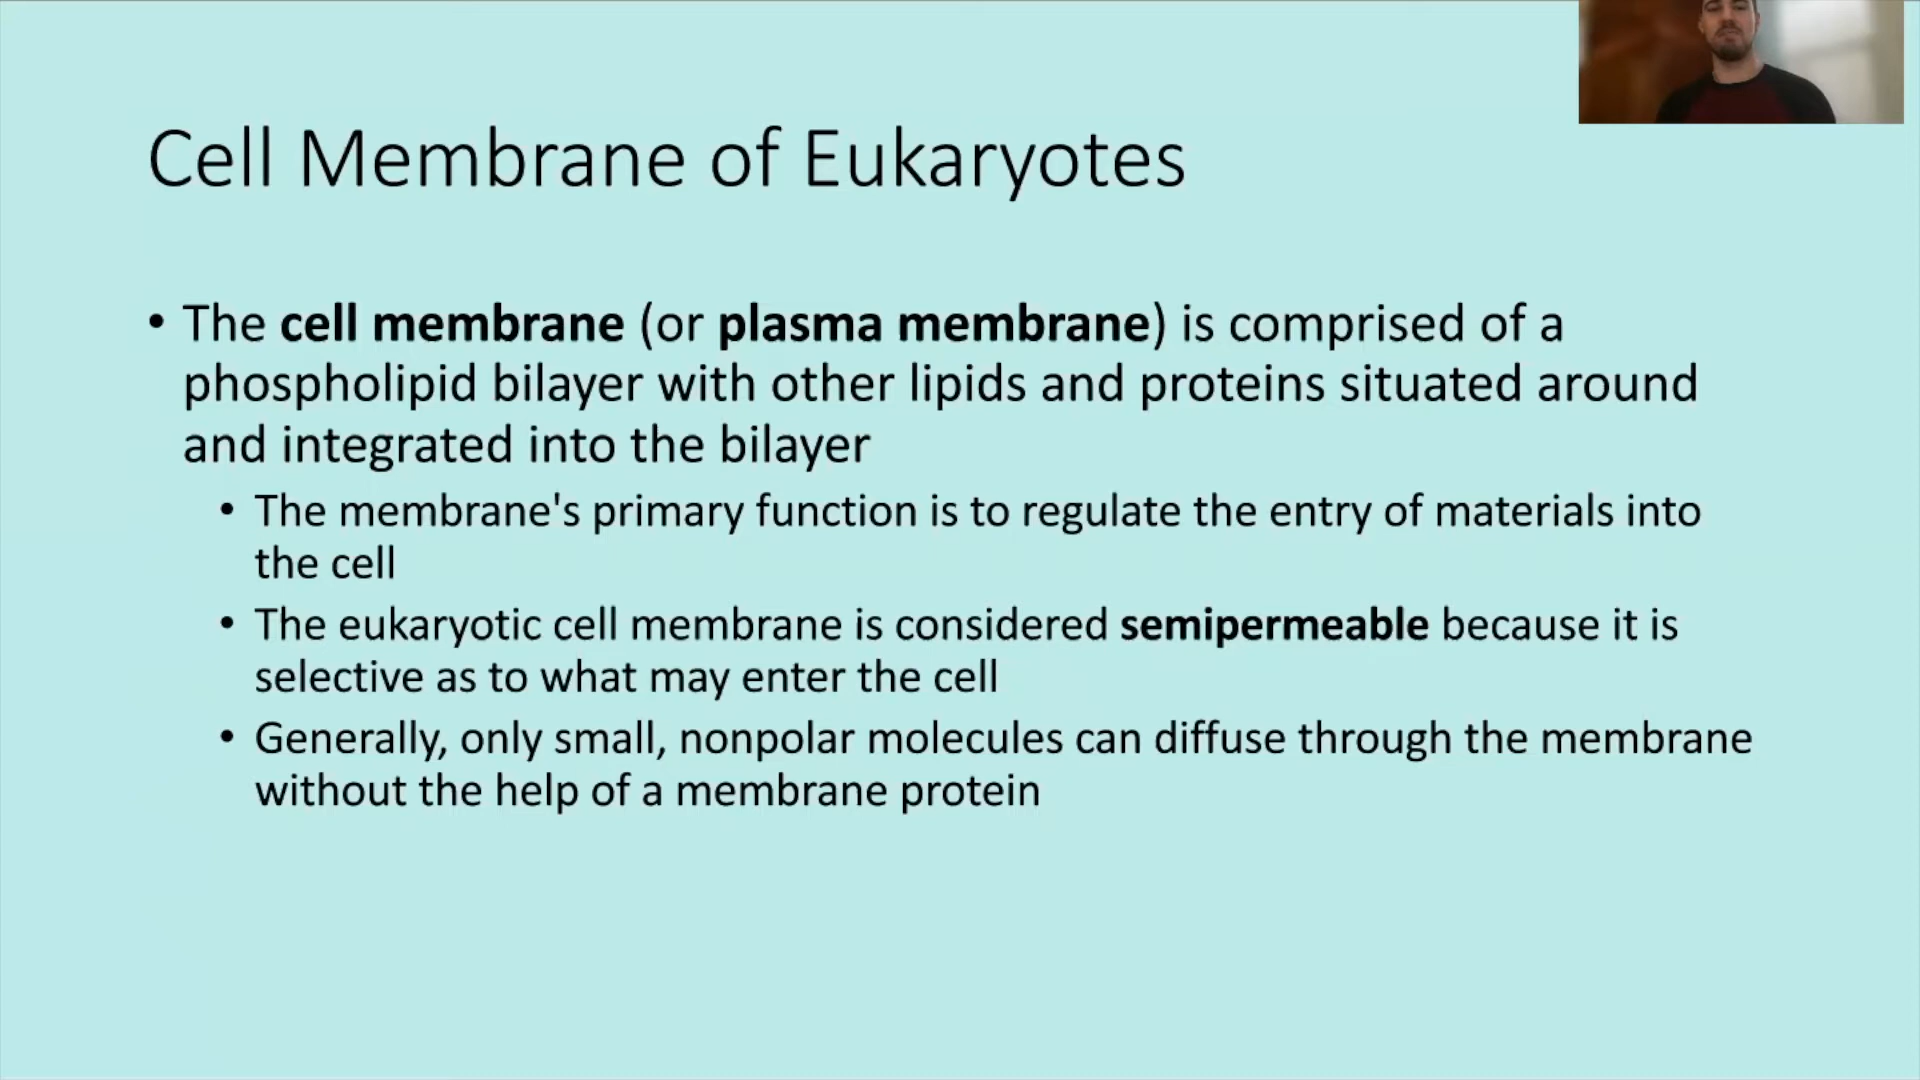 Cell Membrane of Eukaryotes
• The cell membrane (or plasma membrane) is comprised of a
phospholipid bilayer with other lipids and proteins situated around
and integrated into the bilayer
• The membrane's primary function is to regulate the entry of materials into
the cell
• The eukaryotic cell membrane is considered semipermeable because it is
selective as to what may enter the cell
• Generally, only small, nonpolar molecules can diffuse through the membrane
without the help of a membrane protein